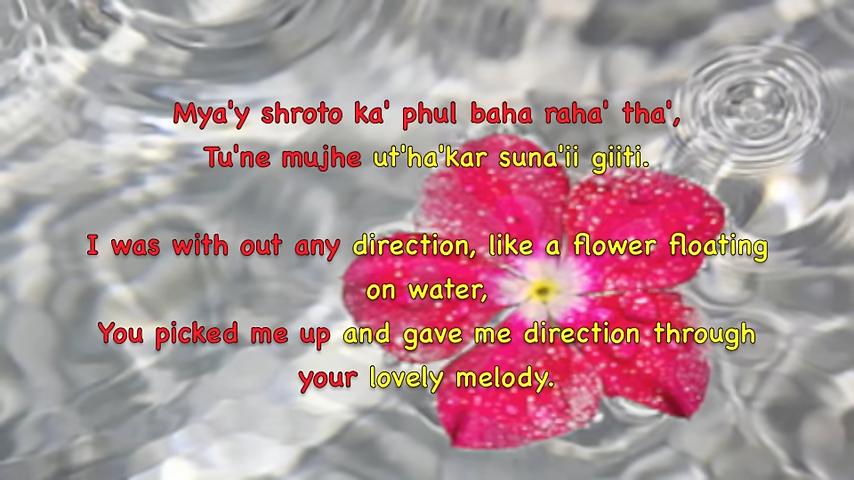 Mya'y shroto ka' phul baha raha' tha',
Tu'ne mujhe ut'ha'kar suna'ii giiti.
I was with out any direction, like a flower floating
on water,
You picked me up and gave me direction through
your lovely melody.